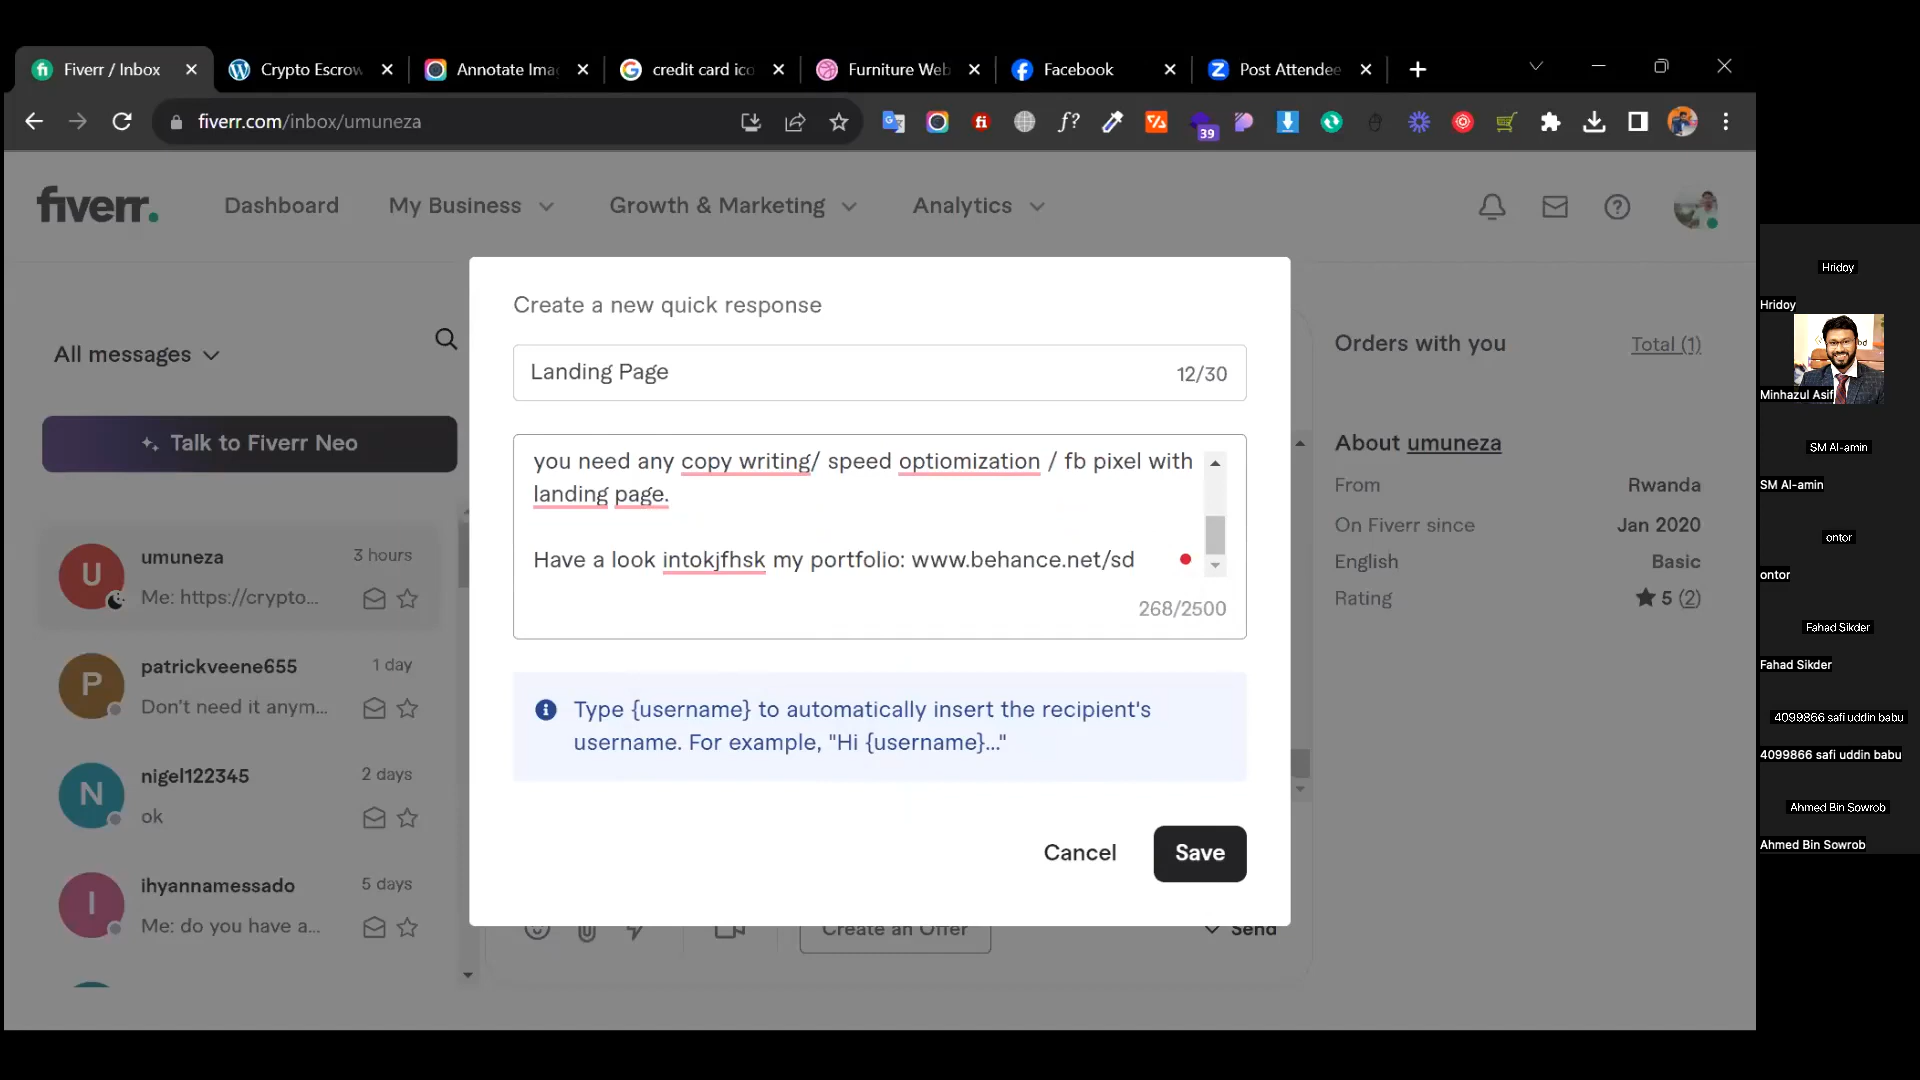 Fiverr / Inbox
Crypto Escrow
Annotate Ima
credit card ico
Furniture Web
Facebook
Post Attendee
fiverr.com/inbox/umuneza
39
fiverr.
Dashboard
My Business
Growth & Marketing
Analytics
All messages
Talk to Fiverr Neo
U
umuneza
3 hours
Me: https://crypto...
P
patrickveene655
1 day
Don't need it anym...
N
nigel122345
2 days
ok
I
ihyannamessado
5 days
Me: do you have a...
Create a new quick response
Landing Page
12/30
you need any copy writing/ speed optiomization / fb pixel with
landing page.
Have a look intokjfhsk my portfolio: www.behance.net/sd
268/2500
Type {username} to automatically insert the recipient's
username. For example, "Hi {username}..."
Cancel
Save
Create an Offer
Send
Orders with you
Total (1)
About umuneza
From
Rwanda
On Fiverr since
Jan 2020
English
Basic
Rating
5 (2)
Hridoy
Hridoy
Minhazul Asif
SM Al-amin
SM Al-amin
ontor
ontor
Fahad Sikder
Fahad Sikder
4099866 safi uddin babu
4099866 safi uddin babu
Ahmed Bin Sowrob
Ahmed Bin Sowrob